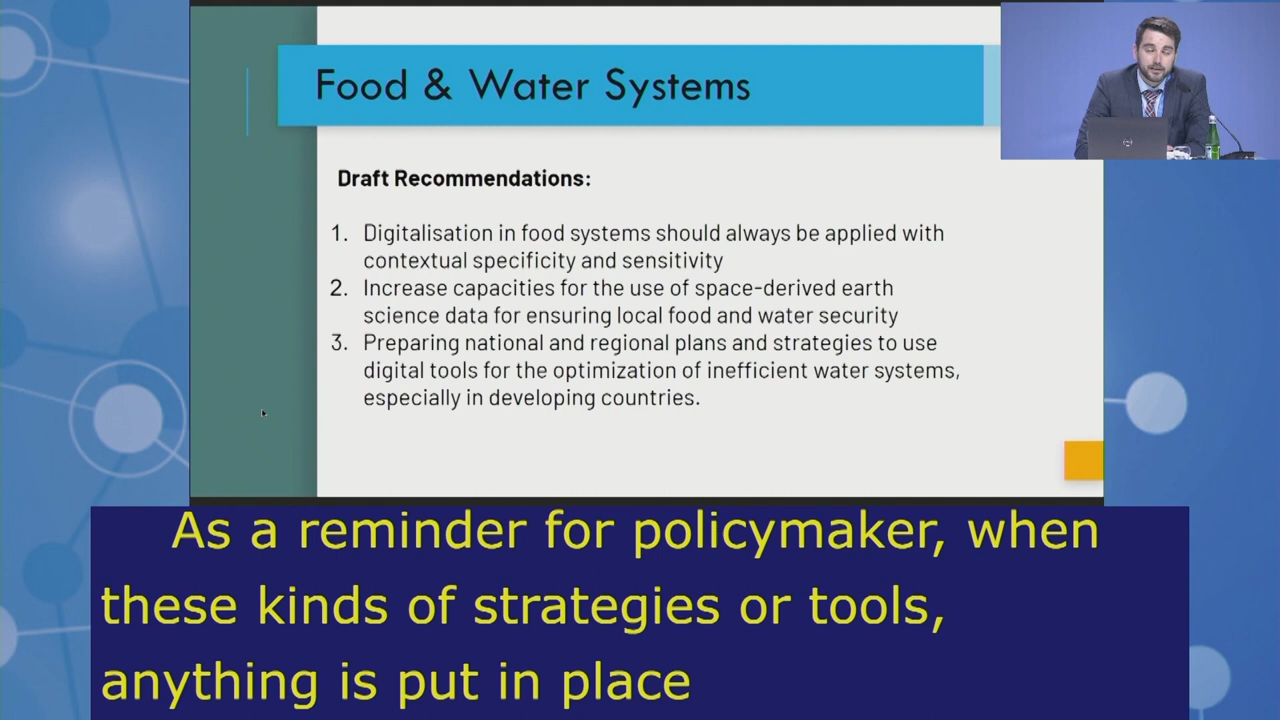 Food & Water Systems
Draft Recommendations:
1. Digitalisation in food systems should always be applied with
contextual specificity and sensitivity
2. Increase capacities for the use of space-derived earth
science data for ensuring local food and water security
3. Preparing national and regional plans and strategies to use
digital tools for the optimization of inefficient water systems,
especially in developing countries.
As a reminder for policymaker, when
these kinds of strategies or tools,
anything is put in place